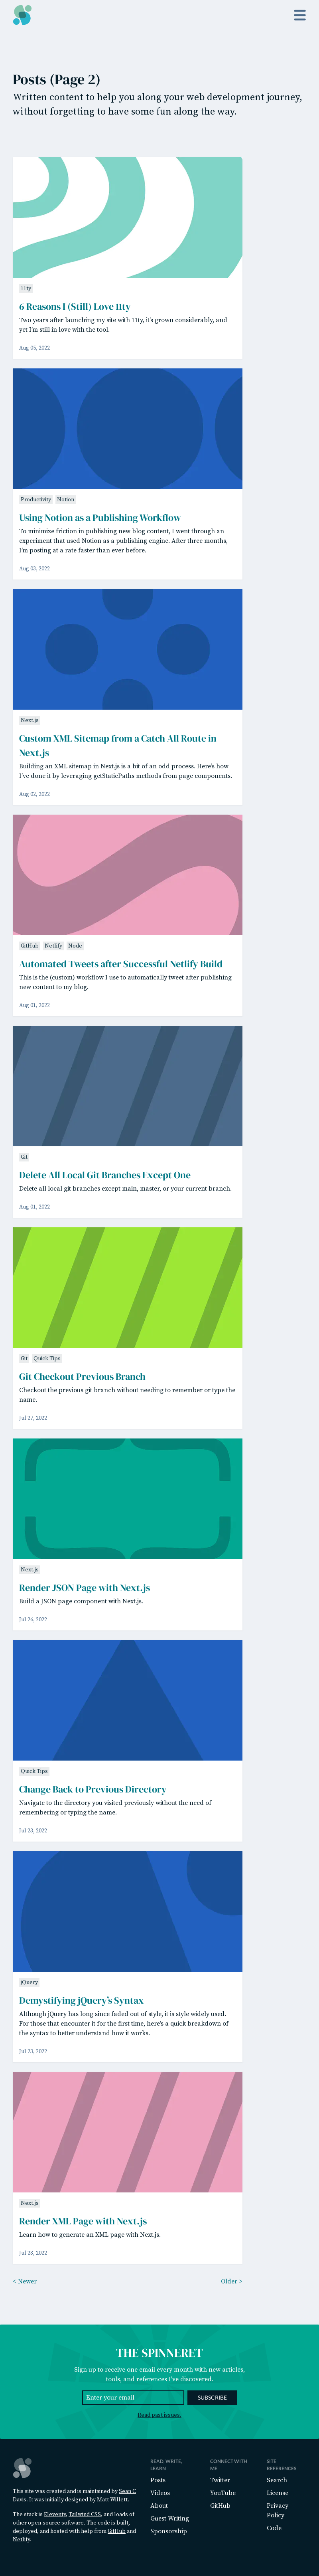 Posts (Page 2)
Written content to help you along your web development journey,
without forgetting to have some fun along the way.
11ty
6 Reasons I (Still) Love 11ty
Two years after launching my site with 11ty, it's grown considerably, and
yet I'm still in love with the tool.
Aug 05, 2022
Productivity Notion
Using Notion as a Publishing Workflow
To minimize friction in publishing new blog content, I went through an
experiment that used Notion as a publishing engine. After three months,
I'm posting at a rate faster than ever before.
Aug 03, 2022
Next.js
Custom XML Sitemap from a Catch All Route in
Next.js
Building an XML sitemap in Next.js is a bit of an odd process. Here's how
I've done it by leveraging getStaticPaths methods from page components.
Aug 02, 2022
GitHub Netlify Node
Automated Tweets after Successful Netlify Build
This is the (custom) workflow I use to automatically tweet after publishing
new content to my blog.
Aug 01, 2022
Git
Delete All Local Git Branches Except One
Delete all local git branches except main, master, or your current branch.
Aug 01, 2022
Git Quick Tips
Git Checkout Previous Branch
Checkout the previous git branch without needing to remember or type the
name.
Jul 27, 2022
Next.js
Render JSON Page with Next.js
Build a JSON page component with Next.js.
Jul 26, 2022
Quick Tips
Change Back to Previous Directory
Navigate to the directory you visited previously without the need of
remembering or typing the name.
Jul 23, 2022
jQuery
Demystifying jQuery's Syntax
Although jQuery has long since faded out of style, it is style widely used.
For those that encounter it for the first time, here's a quick breakdown of
the syntax to better understand how it works.
Jul 23, 2022
Next.js
Render XML Page with Next.js
Learn how to generate an XML page with Next.js.
Jul 23, 2022
< Newer
Older >
THE SPINNERET
Sign up to receive one email every month with new articles,
tools, and references I've discovered.
Enter your email
SUBSCRIBE
Read past issues.
This site was created and is maintained by Sean C
Davis. It was initially designed by Matt Willett.
The stack is Eleventy, Tailwind CSS, and loads of
other open source software. The code is built,
deployed, and hosted with help from GitHub and
Netlify.
READ, WRITE,
LEARN
Posts
Videos
About
Guest Writing
Sponsorship
CONNECT WITH
ME
Twitter
YouTube
GitHub
SITE
REFERENCES
Search
License
Privacy
Policy
Code